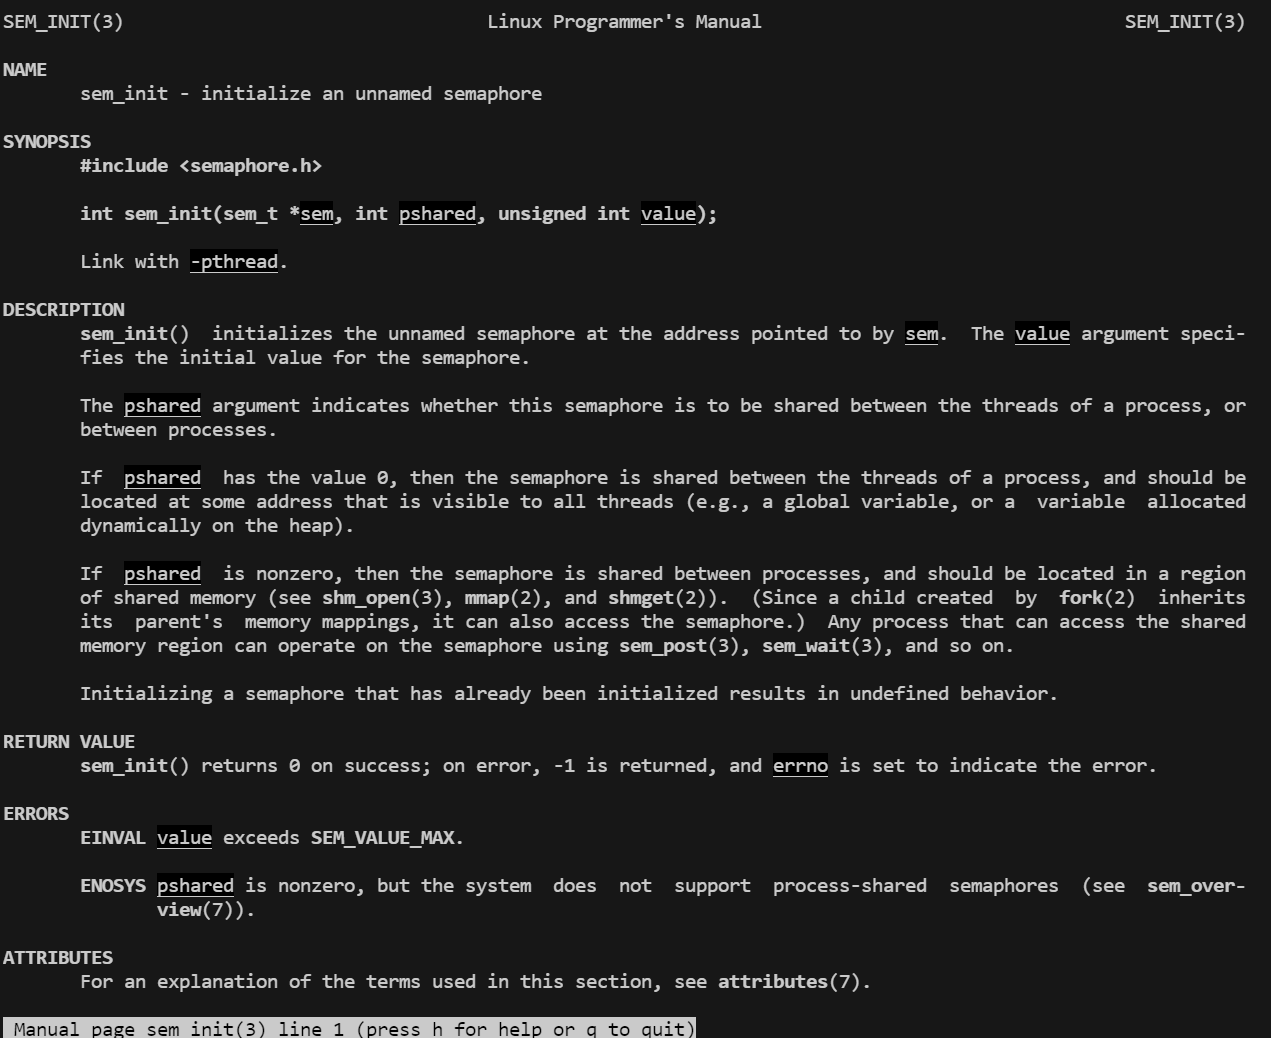 SEM_INIT(3) Linux Programmer's Manual SEM_INIT(3)
NAME
sem_init - initialize an unnamed semaphore
SYNOPSIS
#include <semaphore.h>
int sem_init(sem_t *sem, int pshared, unsigned int value);
Link with -pthread.
DESCRIPTION
sem_init()  initializes the unnamed semaphore at the address pointed to by sem.  The value argument speci-
fies the initial value for the semaphore.
The pshared argument indicates whether this semaphore is to be shared between the threads of a process, or
between processes.
If  pshared  has the value 0, then the semaphore is shared between the threads of a process, and should be
located at some address that is visible to all threads (e.g., a global variable, or a  variable  allocated
dynamically on the heap).
If  pshared  is nonzero, then the semaphore is shared between processes, and should be located in a region
of shared memory (see shm_open(3), mmap(2), and shmget(2)).  (Since a child created  by  fork(2)  inherits
its  parent's  memory mappings, it can also access the semaphore.)  Any process that can access the shared
memory region can operate on the semaphore using sem_post(3), sem_wait(3), and so on.
Initializing a semaphore that has already been initialized results in undefined behavior.
RETURN VALUE
sem_init() returns 0 on success; on error, -1 is returned, and errno is set to indicate the error.
ERRORS
EINVAL value exceeds SEM_VALUE_MAX.
ENOSYS pshared is nonzero, but the system  does  not  support  process-shared  semaphores  (see  sem_over-
view(7)).
ATTRIBUTES
For an explanation of the terms used in this section, see attributes(7).
Manual page sem_init(3) line 1 (press h for help or q to quit)